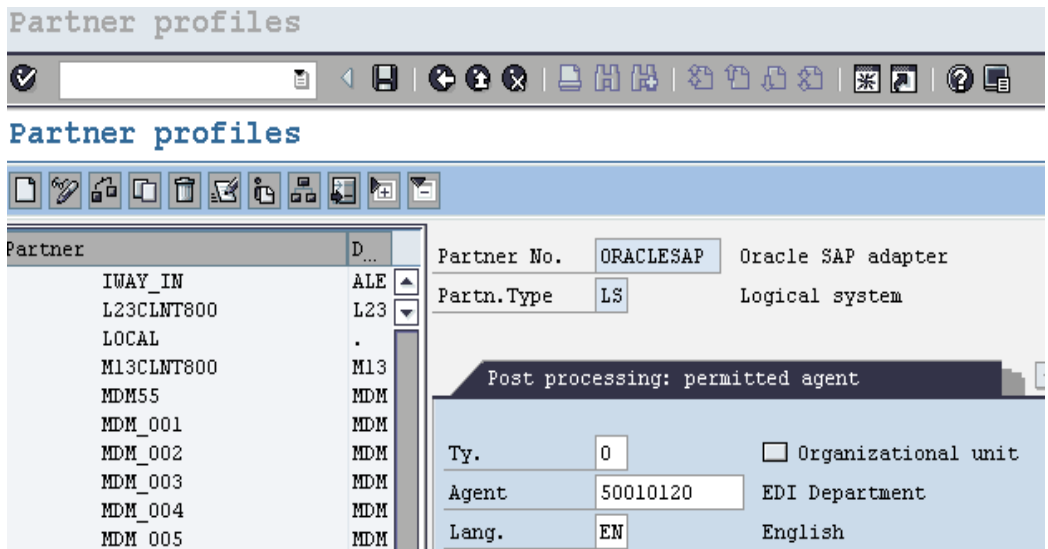 Partner profiles
Partner profiles
Partner D...
IWAY_IN ALE
L23CLNT800 L23
LOCAL .
M13CLNT800 M13
MDM55 MDM
MDM_001 MDM
MDM_002 MDM
MDM_003 MDM
MDM_004 MDM
MDM_005 MDM
Partner No. ORACLESAP Oracle SAP adapter
Partn.Type LS Logical system
Post processing: permitted agent
Ty. O Organizational unit
Agent 50010120 EDI Department
Lang. EN English